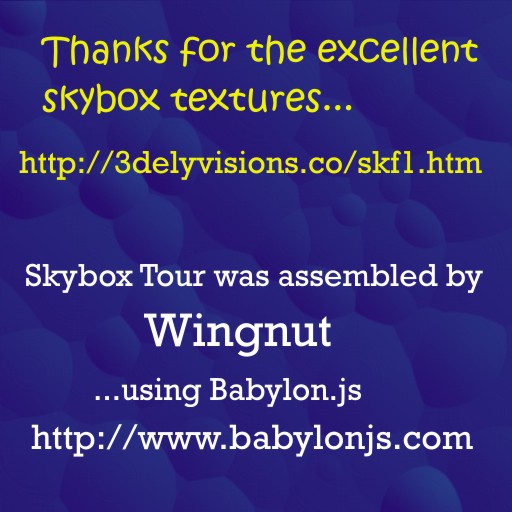 Thanks for the excellent
skybox textures...
http://3delyvisions.co/skf1.htm
Skybox Tour was assembled by
Wingnut
...using Babylon.js
http://www.babylonjs.com